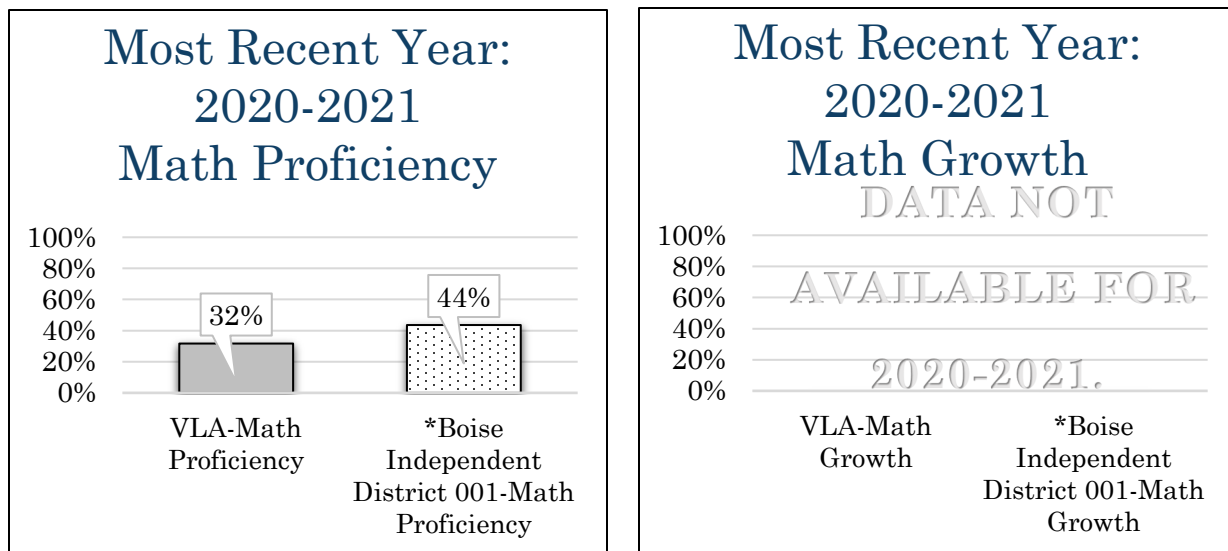 Most Recent Year:
2020-2021
Math Proficiency
100%
80%
60%
40%
20%
0%
32%
44%
VLA-Math
Proficiency
*Boise
Independent
District 001-Math
Proficiency
Most Recent Year:
2020-2021
Math Growth
DATA NOT
AVAILABLE FOR
2020-2021.
100%
80%
60%
40%
20%
0%
VLA-Math
Growth
*Boise
Independent
District 001-Math
Growth